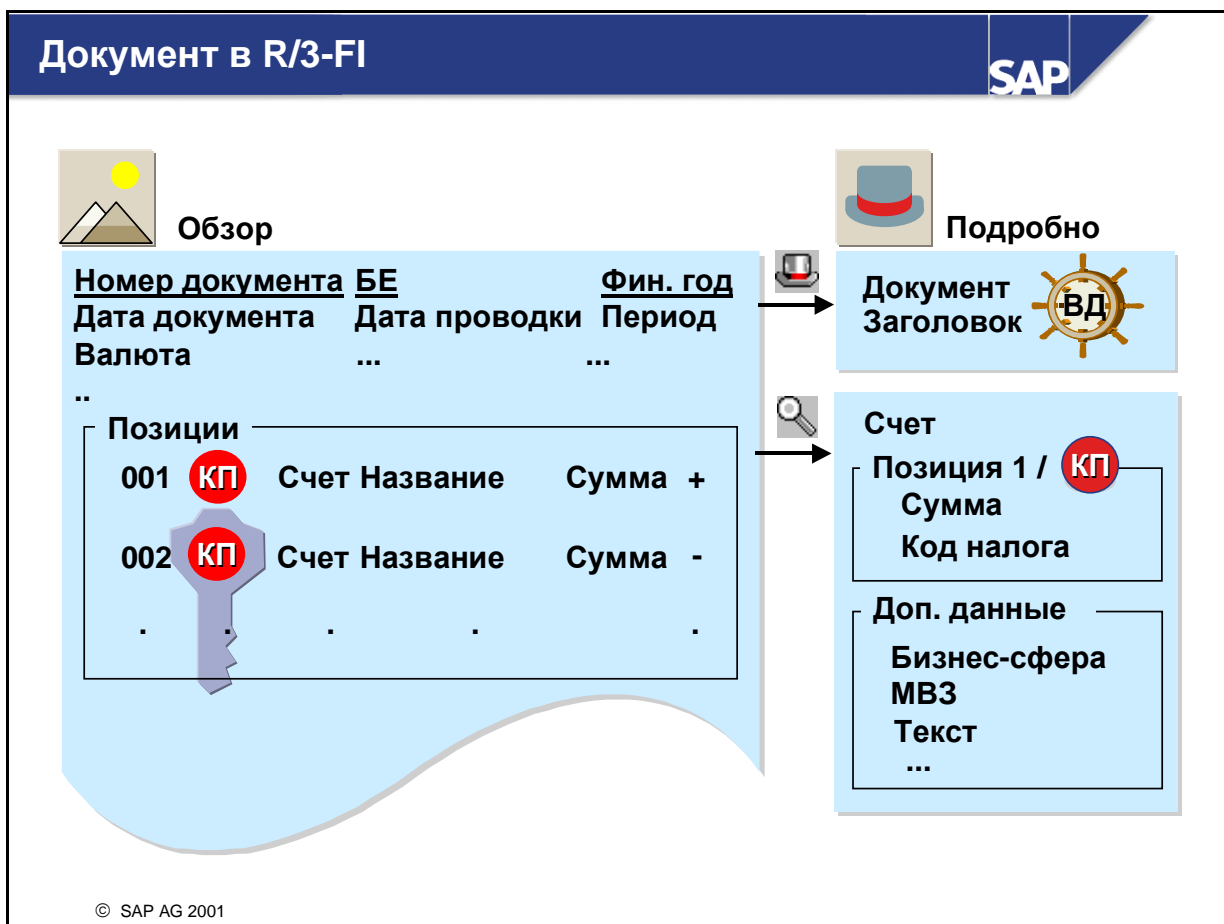 Документ в R/3-FI
SAP
Обзор
Номер документа БЕ Фин. год
Дата документа Дата проводки Период
Валюта ... ...
..
Позиции
001 КП Счет Название Сумма +
002 КП Счет Название Сумма -
. . . . .
Подробно
Документ
Заголовок
ВД
Счет
Позиция 1 / КП
Сумма
Код налога
Доп. данные
Бизнес-сфера
МВЗ
Текст
...
© SAP AG 2001